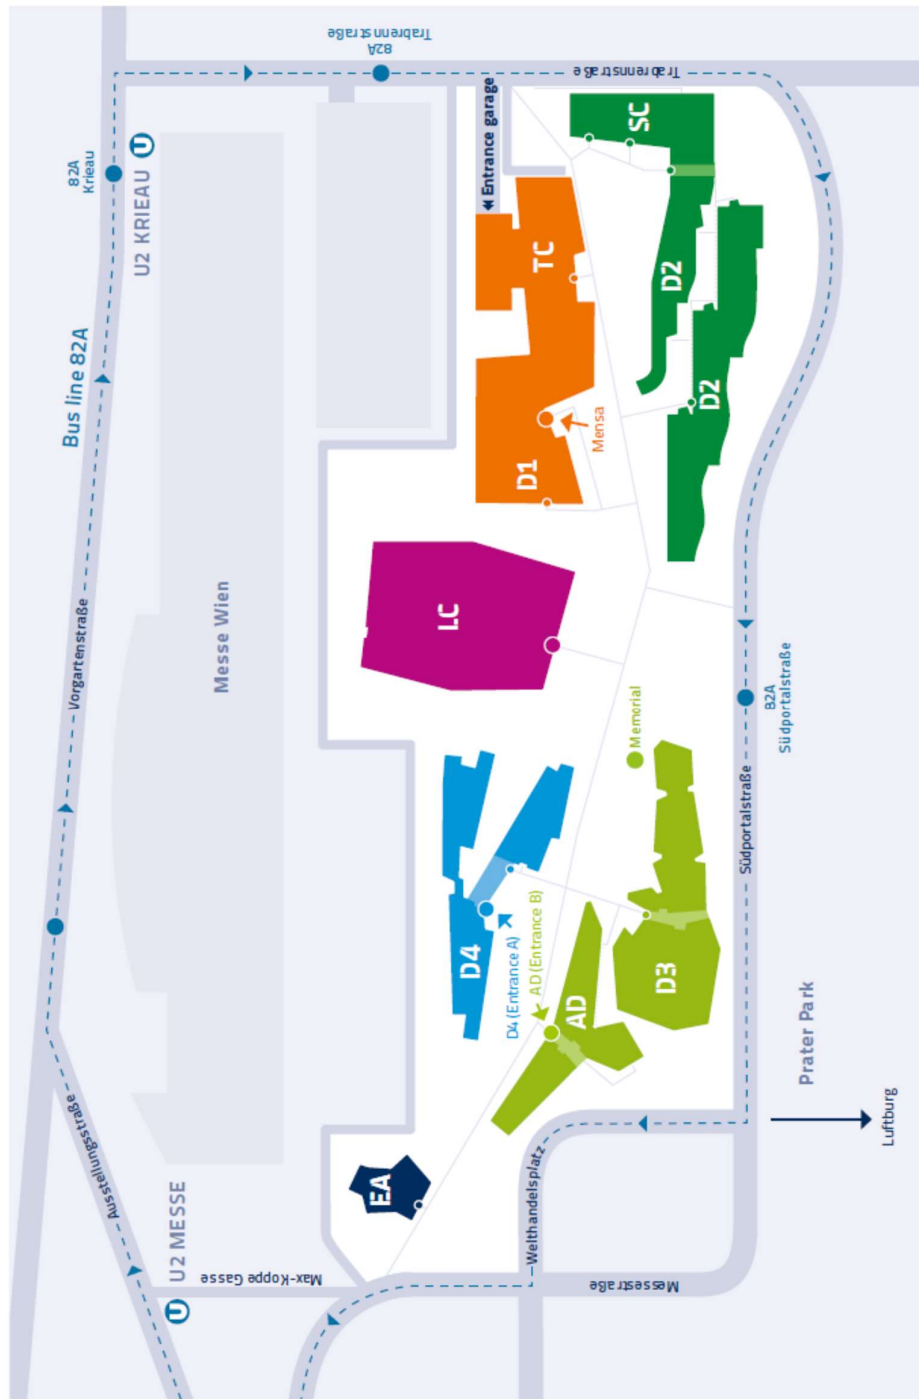 Bus line 82A
82A
Krieau
Vorgartenstraße
Ausstellungsstraße
U2 MESSE
U
U2 KRIEAU
U
Messe Wien
Max-Koppe Gasse
82A
Trabrennstraße
EA
D4
LC
D1
TC
Entrance garage
D4 (Entrance A)
AD (Entrance B)
Mensa
AD
Memorial
D3
D2
D2
SC
Welthandelsplatz
Messestraße
Trabrennstraße
Südportalstraße
B2A
Südportalstraße
Prater Park
Luftburg